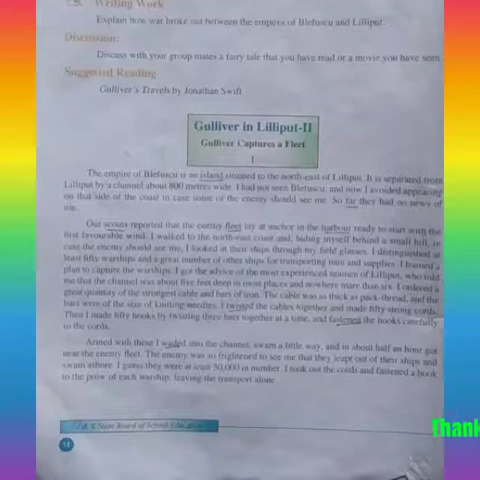 Writing Work
Explain how war broke out between the empires of Blefuscu and Lilliput.
Discussion:
Discuss with your group mates a fairy tale that you have read or a movie you have seen
Suggested Reading
Gulliver's Travels by Jonathan Swift
Gulliver in Lilliput-II
Gulliver Captures a Fleet
I
The empire of Blefuscu is an island situated to the north-east of Lilliput. It is separated from
Lilliput by a channel about 800 metres wide. I had not seen Blefuscu; and now I avoided appearing
on that side of the coast in case some of the enemy should see me. So far they had no news of
me.
Our scouts reported that the enemy fleet lay at anchor in the harbour ready to start with the
first favourable wind. I walked to the north-east coast and, hiding myself behind a small hill, in
case the enemy should see me, I looked at their ships through my field glasses. I distinguished at
least fifty warships and a great number of other ships for transporting men and supplies. I framed a
plan to capture the warships. I got the advice of the most experienced seamen of Lilliput, who told
me that the channel was about five feet deep in most places and nowhere more than six. I ordered a
great quantity of the strongest cable and bars of iron. The cable was as thick as pack-thread, and the
bars were of the size of knitting-needles. I twisted the cables together and made fifty strong cords.
Then I made fifty hooks by twisting three bars together at a time, and fastened the hooks carefully
to the cords.
Armed with these I waded into the channel, swam a little way, and in about half an hour got
near the enemy fleet. The enemy was so frightened to see me that they leapt out of their ships and
swam ashore. I guess they were at least 30,000 in number. I took out the cords and fastened a hook
to the prow of each warship, leaving the transport alone.
J & K State Board of School Education
14
Thank